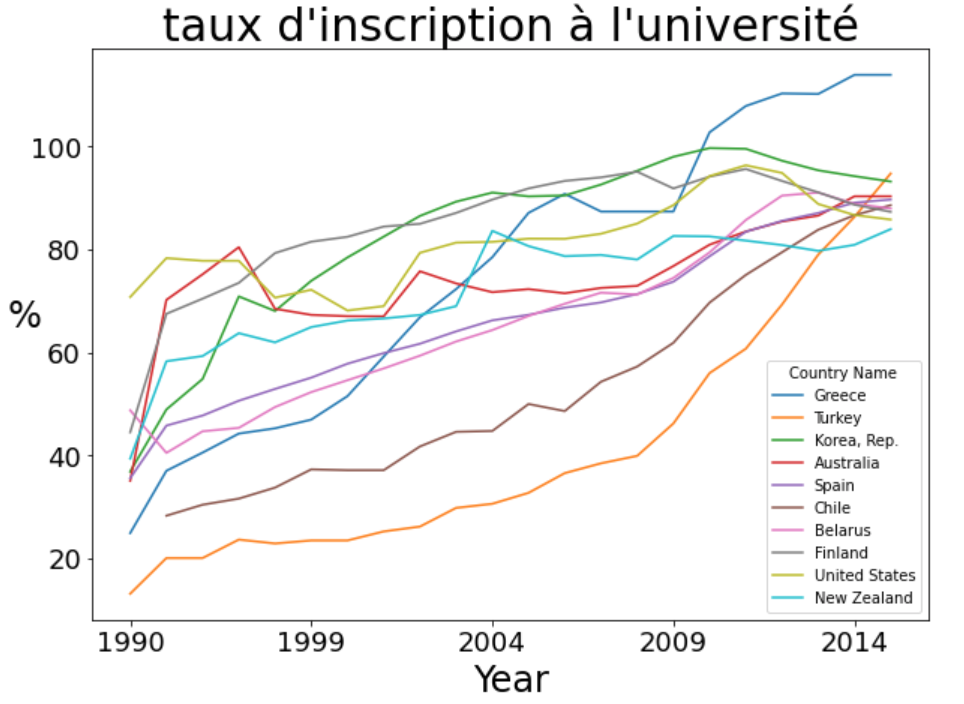 taux d'inscription à l'université
100
80
%
60
40
20
Country Name
Greece
Turkey
Korea, Rep.
Australia
Spain
Chile
Belarus
Finland
United States
New Zealand
1990 1999 2004 2009 2014
Year